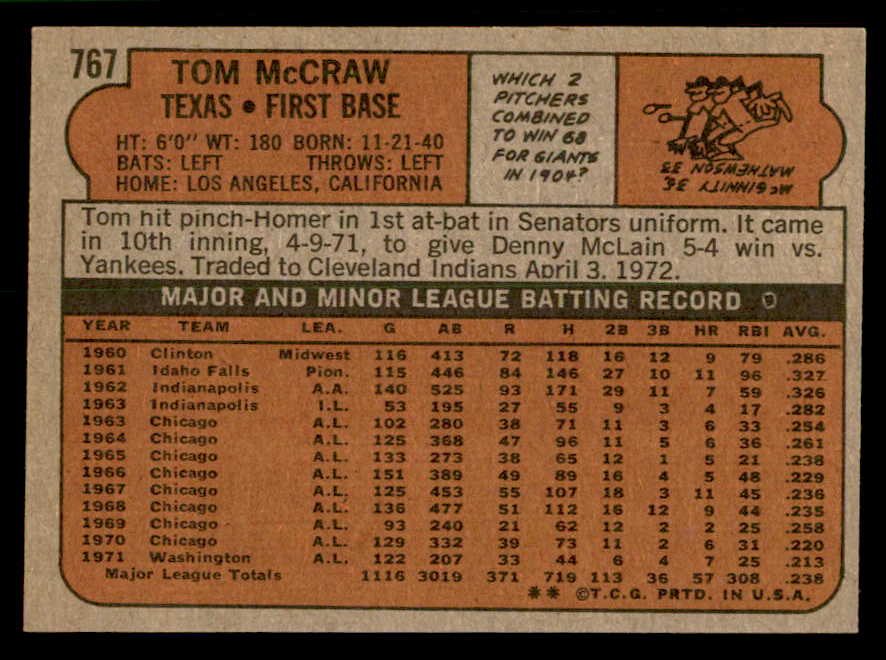 767
TOM McCRAW
TEXAS • FIRST BASE
HT: 6'0" WT: 180 BORN: 11-21-40
BATS: LEFT THROWS: LEFT
HOME: LOS ANGELES, CALIFORNIA
WHICH 2
PITCHERS
COMBINED
TO WIN 68
FOR GIANTS
IN 1904?
McGINNITY 35
MATHEWSON 33
Tom hit pinch-Homer in 1st at-bat in Senators uniform. It came
in 10th inning, 4-9-71, to give Denny McLain 5-4 win vs.
Yankees. Traded to Cleveland Indians April 3. 1972.
MAJOR AND MINOR LEAGUE BATTING RECORD
YEAR TEAM LEA. G AB R H 2B 3B HR RBI AVG.
1960 Clinton Midwest 116 413 72 118 16 12 9 79 .286
1961 Idaho Falls Pion. 115 446 84 146 27 10 11 96 .327
1962 Indianapolis A.A. 140 525 93 171 29 11 7 59 .326
1963 Indianapolis I.L. 53 195 27 55 9 3 4 17 .282
1963 Chicago A.L. 102 280 38 71 11 3 6 33 .254
1964 Chicago A.L. 125 368 47 96 11 5 6 36 .261
1965 Chicago A.L. 133 273 38 65 12 1 5 21 .238
1966 Chicago A.L. 151 389 49 89 16 4 5 48 .229
1967 Chicago A.L. 125 453 55 107 18 3 11 45 .236
1968 Chicago A.L. 136 477 51 112 16 12 9 44 .235
1969 Chicago A.L. 93 240 21 62 12 2 2 25 .258
1970 Chicago A.L. 129 332 39 73 11 2 6 31 .220
1971 Washington A.L. 122 207 33 44 6 4 7 25 .213
Major League Totals 1116 3019 371 719 113 36 57 308 .238
** ©T.C.G. PRTD. IN U.S.A.